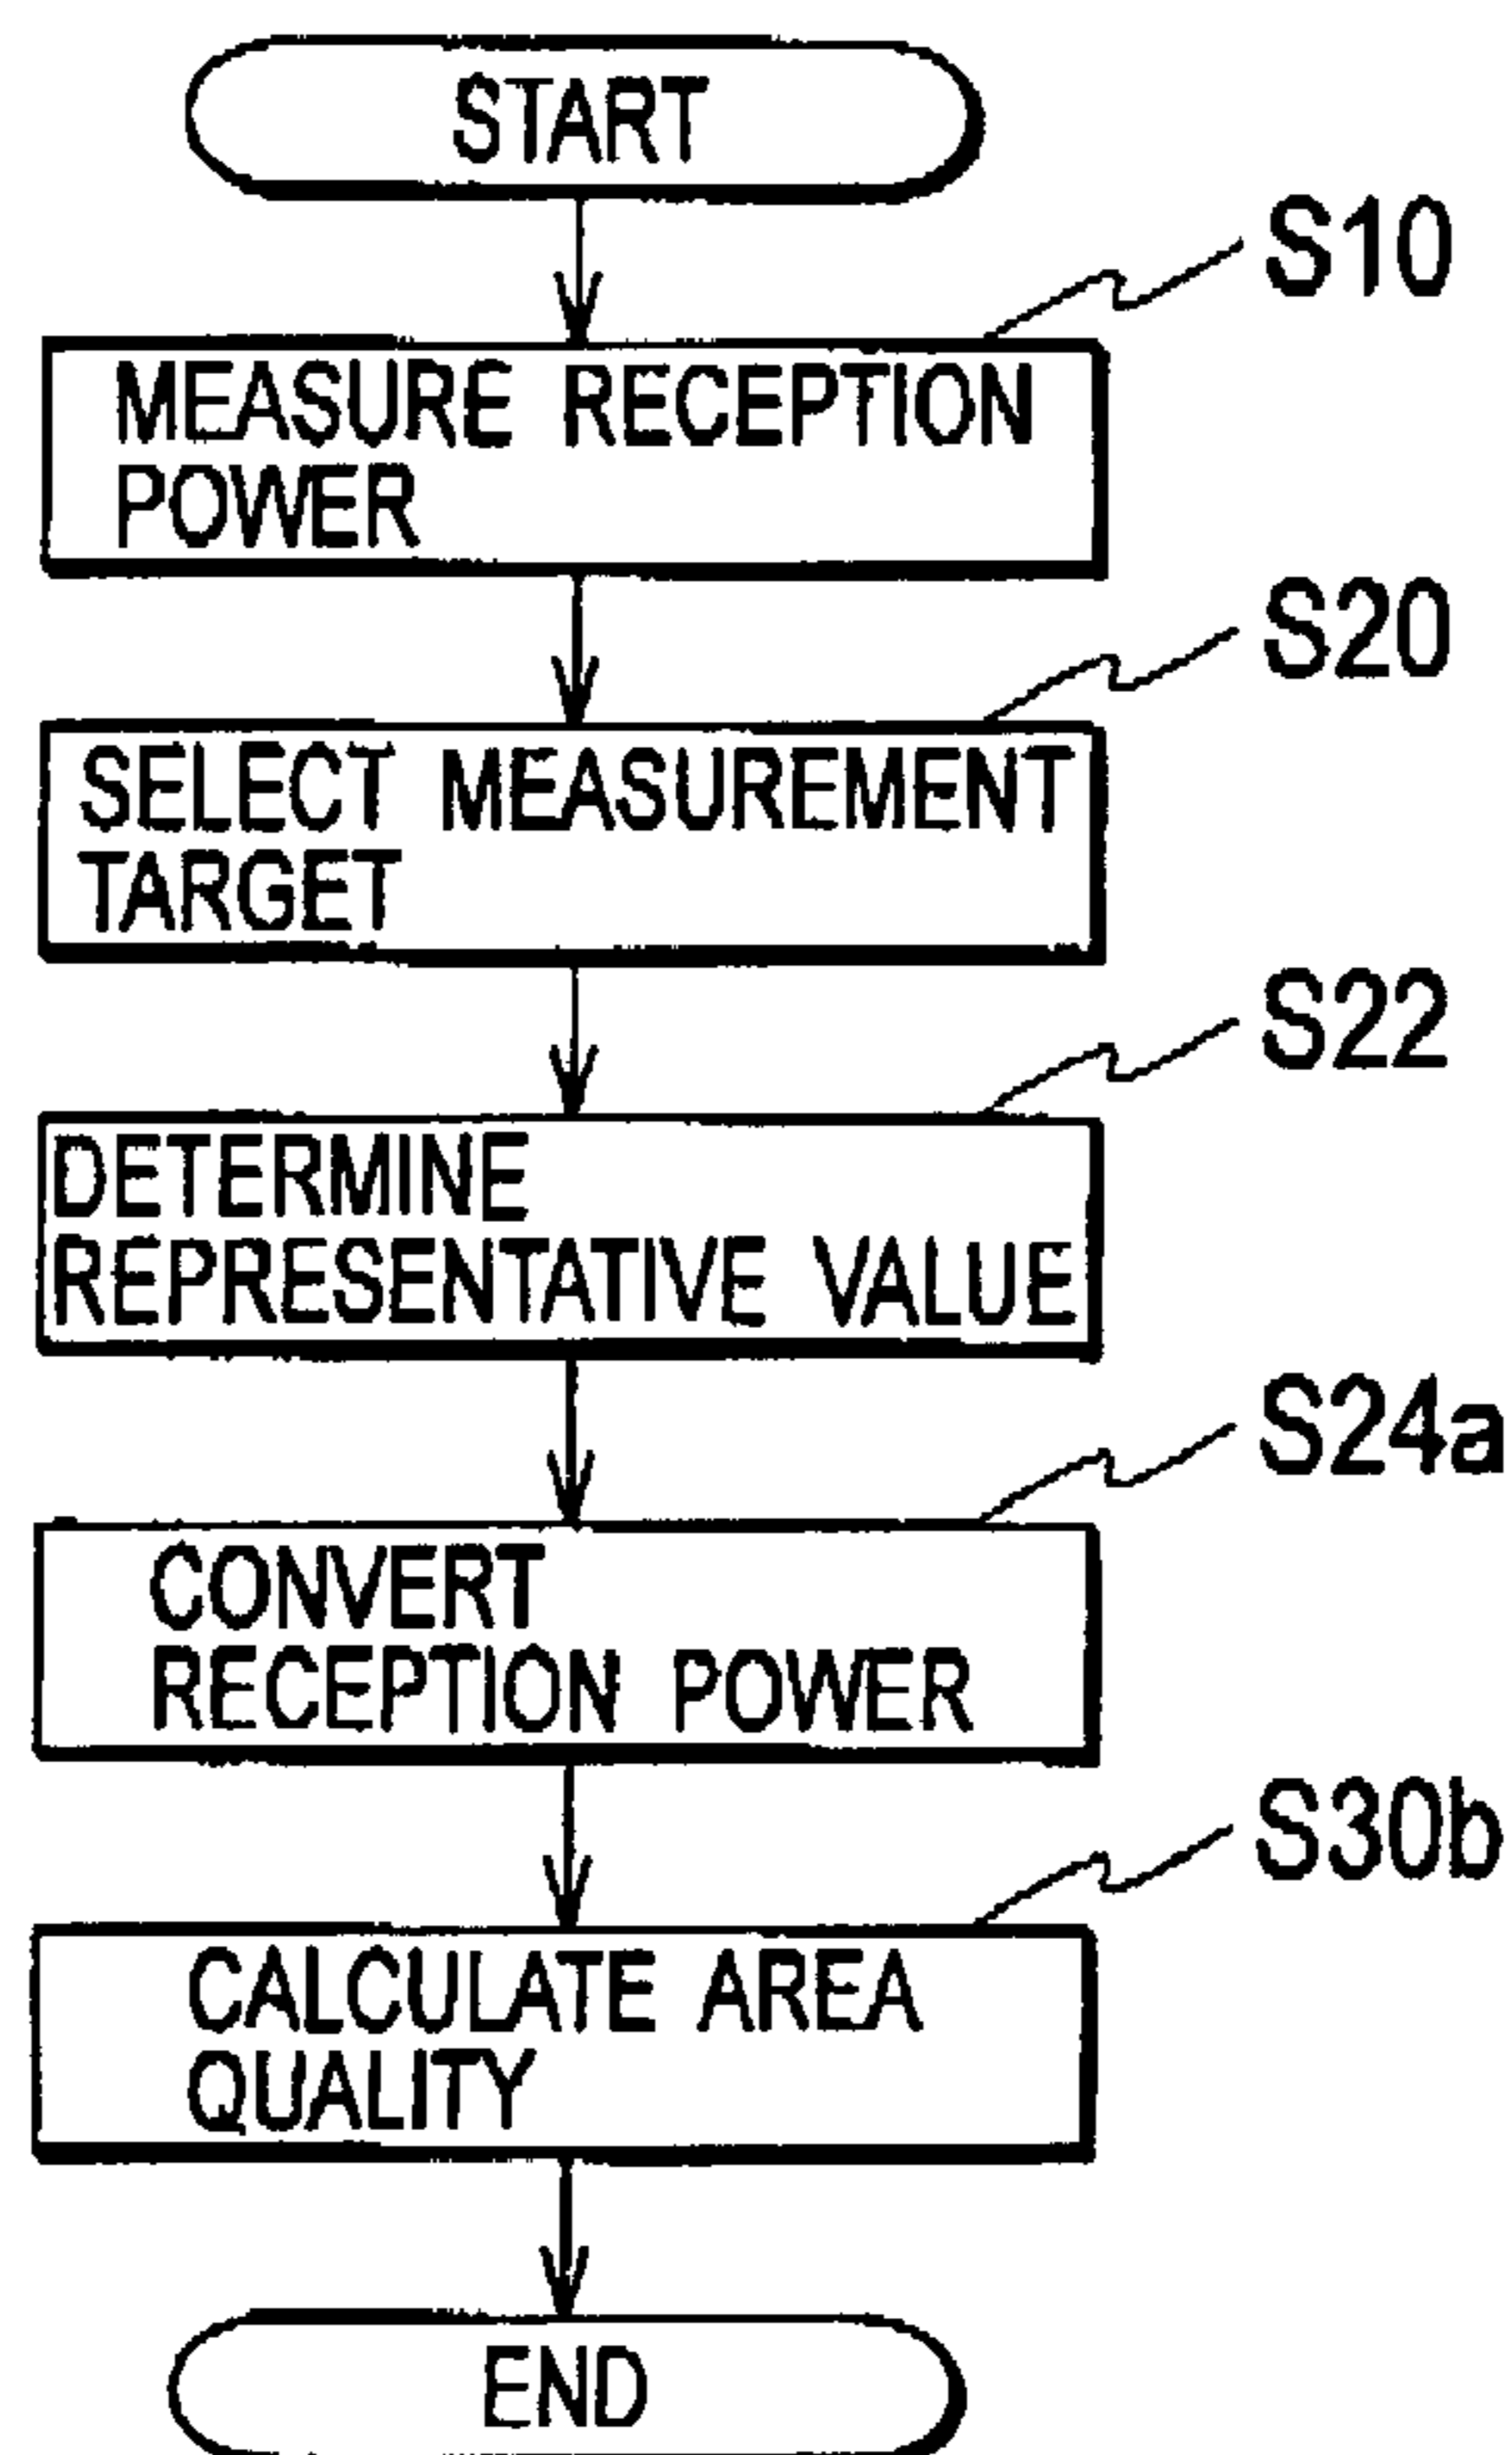 START
S10
MEASURE RECEPTION
POWER
S20
SELECT MEASUREMENT
TARGET
S22
DETERMINE
REPRESENTATIVE VALUE
S24a
CONVERT
RECEPTION POWER
S30b
CALCULATE AREA
QUALITY
END